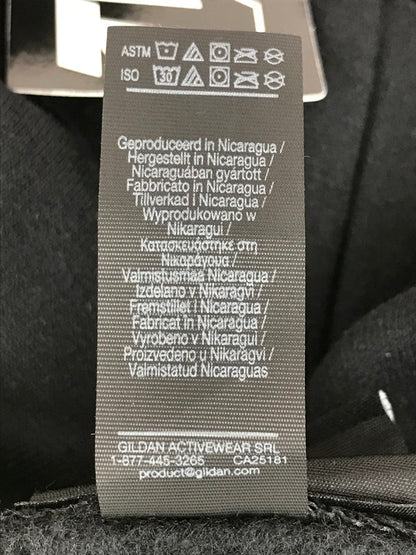 ASTM
ISO 30
Geproduceerd in Nicaragua /
Hergestellt in Nicaragua /
Nicaraguában gyártott /
Fabbricato in Nicaragua /
Tillverkad i Nicaragua /
Wyprodukowano w
Nikaragui /
Κατασκευάστηκε στη
Νικαράγουα /
Valmistusmaa Nicaragua /
Izdelano v Nikaragvi /
Fremstillet i Nicaragua /
Fabricat in Nicaragua /
Vyrobeno v Nikaragui /
Proizvedeno u Nikaragvi /
Valmistatud Nicaraguas
GILDAN ACTIVEWEAR SRL
1-877-445-3265 CA25181
product@gildan.com